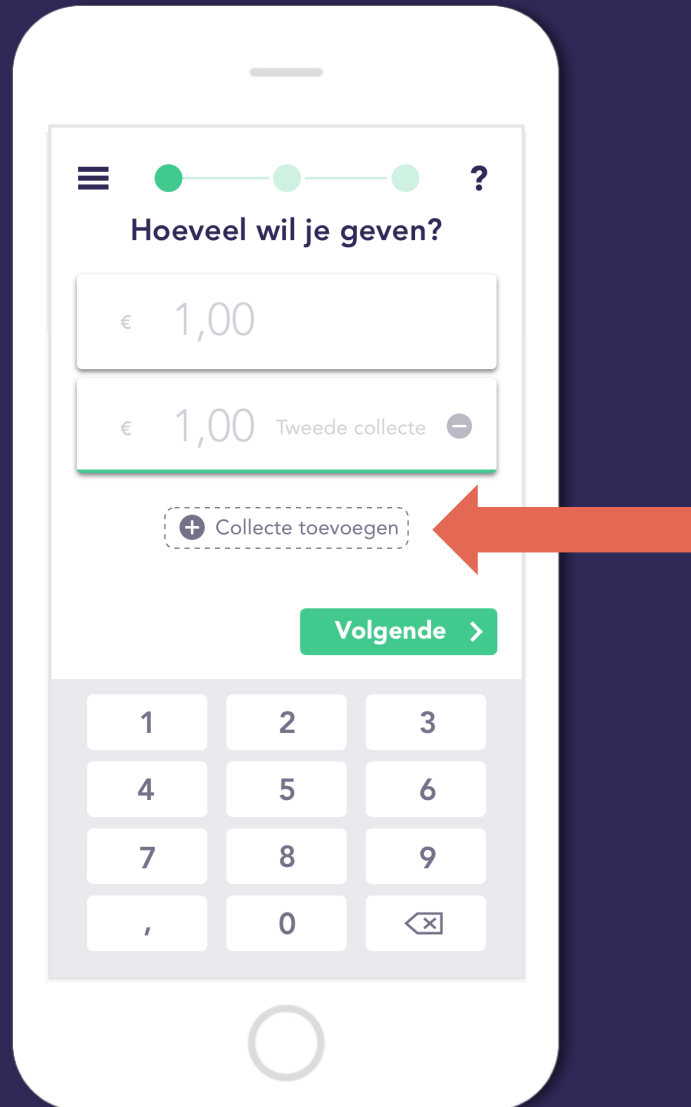 ?
Hoeveel wil je geven?
€ 1,00
€ 1,00 Tweede collecte
Collecte toevoegen
Volgende
1 2 3
4 5 6
7 8 9
, 0